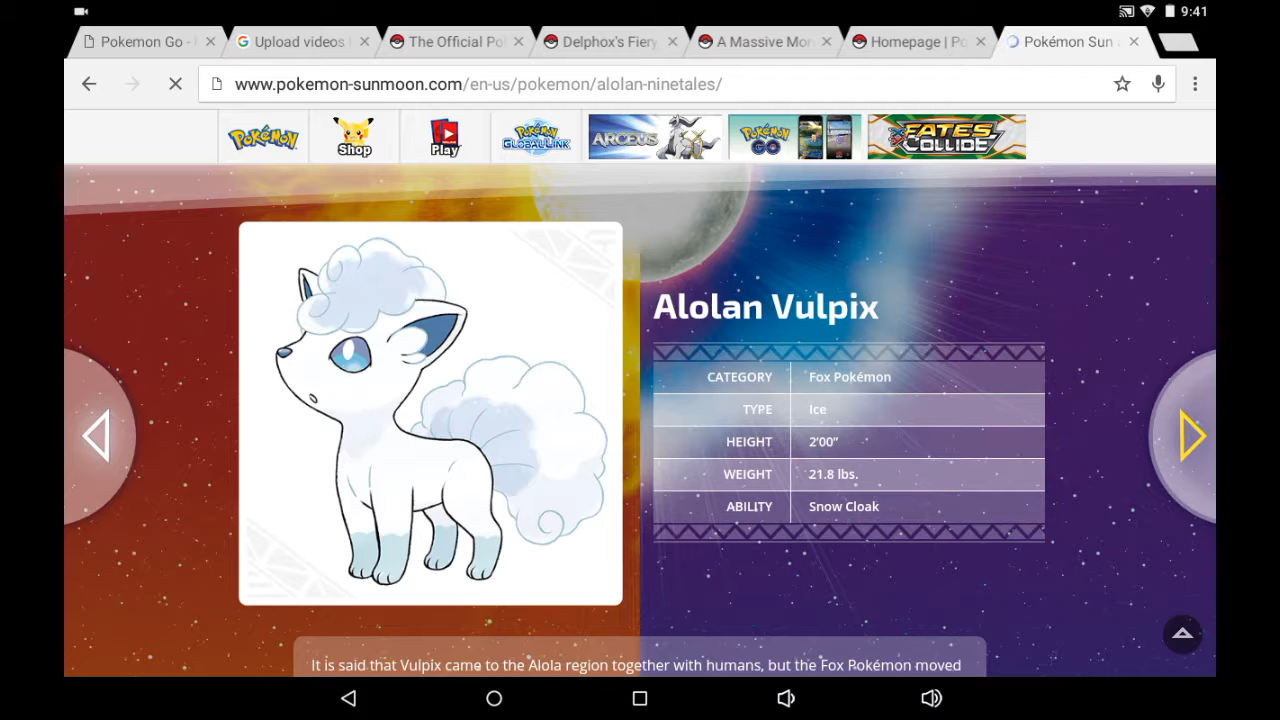 9:41
Pokemon Go -
Upload videos
The Official Po
Delphox's Fiery
A Massive Mon
Homepage | Po
Pokémon Sun
www.pokemon-sunmoon.com/en-us/pokemon/alolan-ninetales/
Pokémon
Shop
Play
Pokémon
GLOBAL LINK
ARCEUS
Pokémon
GO
FATES
COLLIDE
Alolan Vulpix
CATEGORY Fox Pokémon
TYPE Ice
HEIGHT 2'00"
WEIGHT 21.8 lbs.
ABILITY Snow Cloak
It is said that Vulpix came to the Alola region together with humans, but the Fox Pokémon moved